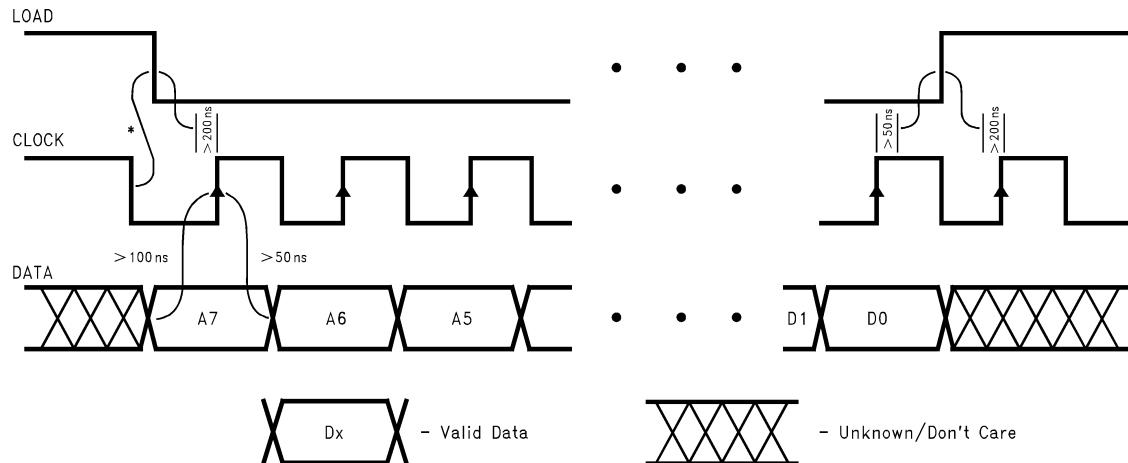 LOAD
>200ns
>50ns
>200ns
*
CLOCK
>100ns
>50ns
DATA
A7
A6
A5
D1
D0
Dx
- Valid Data
- Unknown/Don't Care